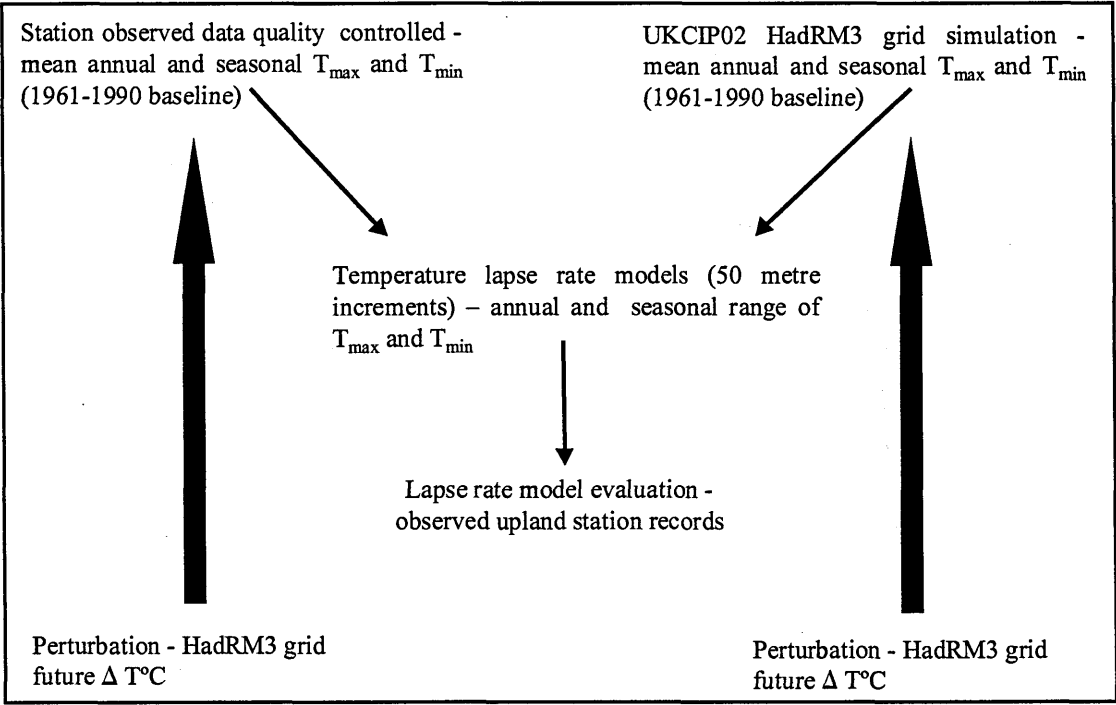 Station observed data quality controlled -
mean annual and seasonal Tmax and Tmin
(1961-1990 baseline)
UKCIP02 HadRM3 grid simulation -
mean annual and seasonal Tmax and Tmin
(1961-1990 baseline)
Temperature lapse rate models (50 metre
increments) – annual and seasonal range of
Tmax and Tmin
Lapse rate model evaluation -
observed upland station records
Perturbation - HadRM3 grid
future Δ TºC
Perturbation - HadRM3 grid
future Δ TºC